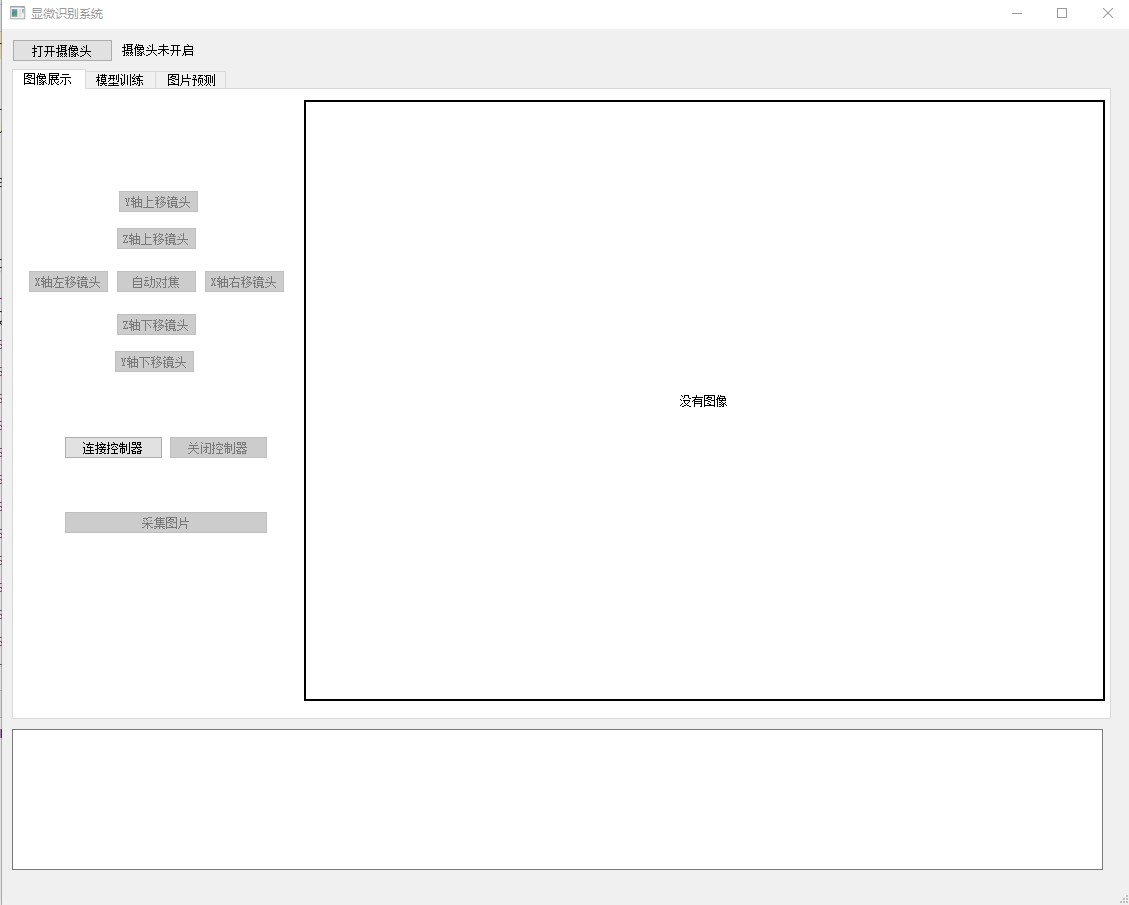 显微识别系统
打开摄像头 摄像头未开启
图像展示 模型训练 图片预测
Y轴上移镜头
Z轴上移镜头
X轴左移镜头 自动对焦 X轴右移镜头
Z轴下移镜头
Y轴下移镜头
没有图像
连接控制器 关闭控制器
采集图片